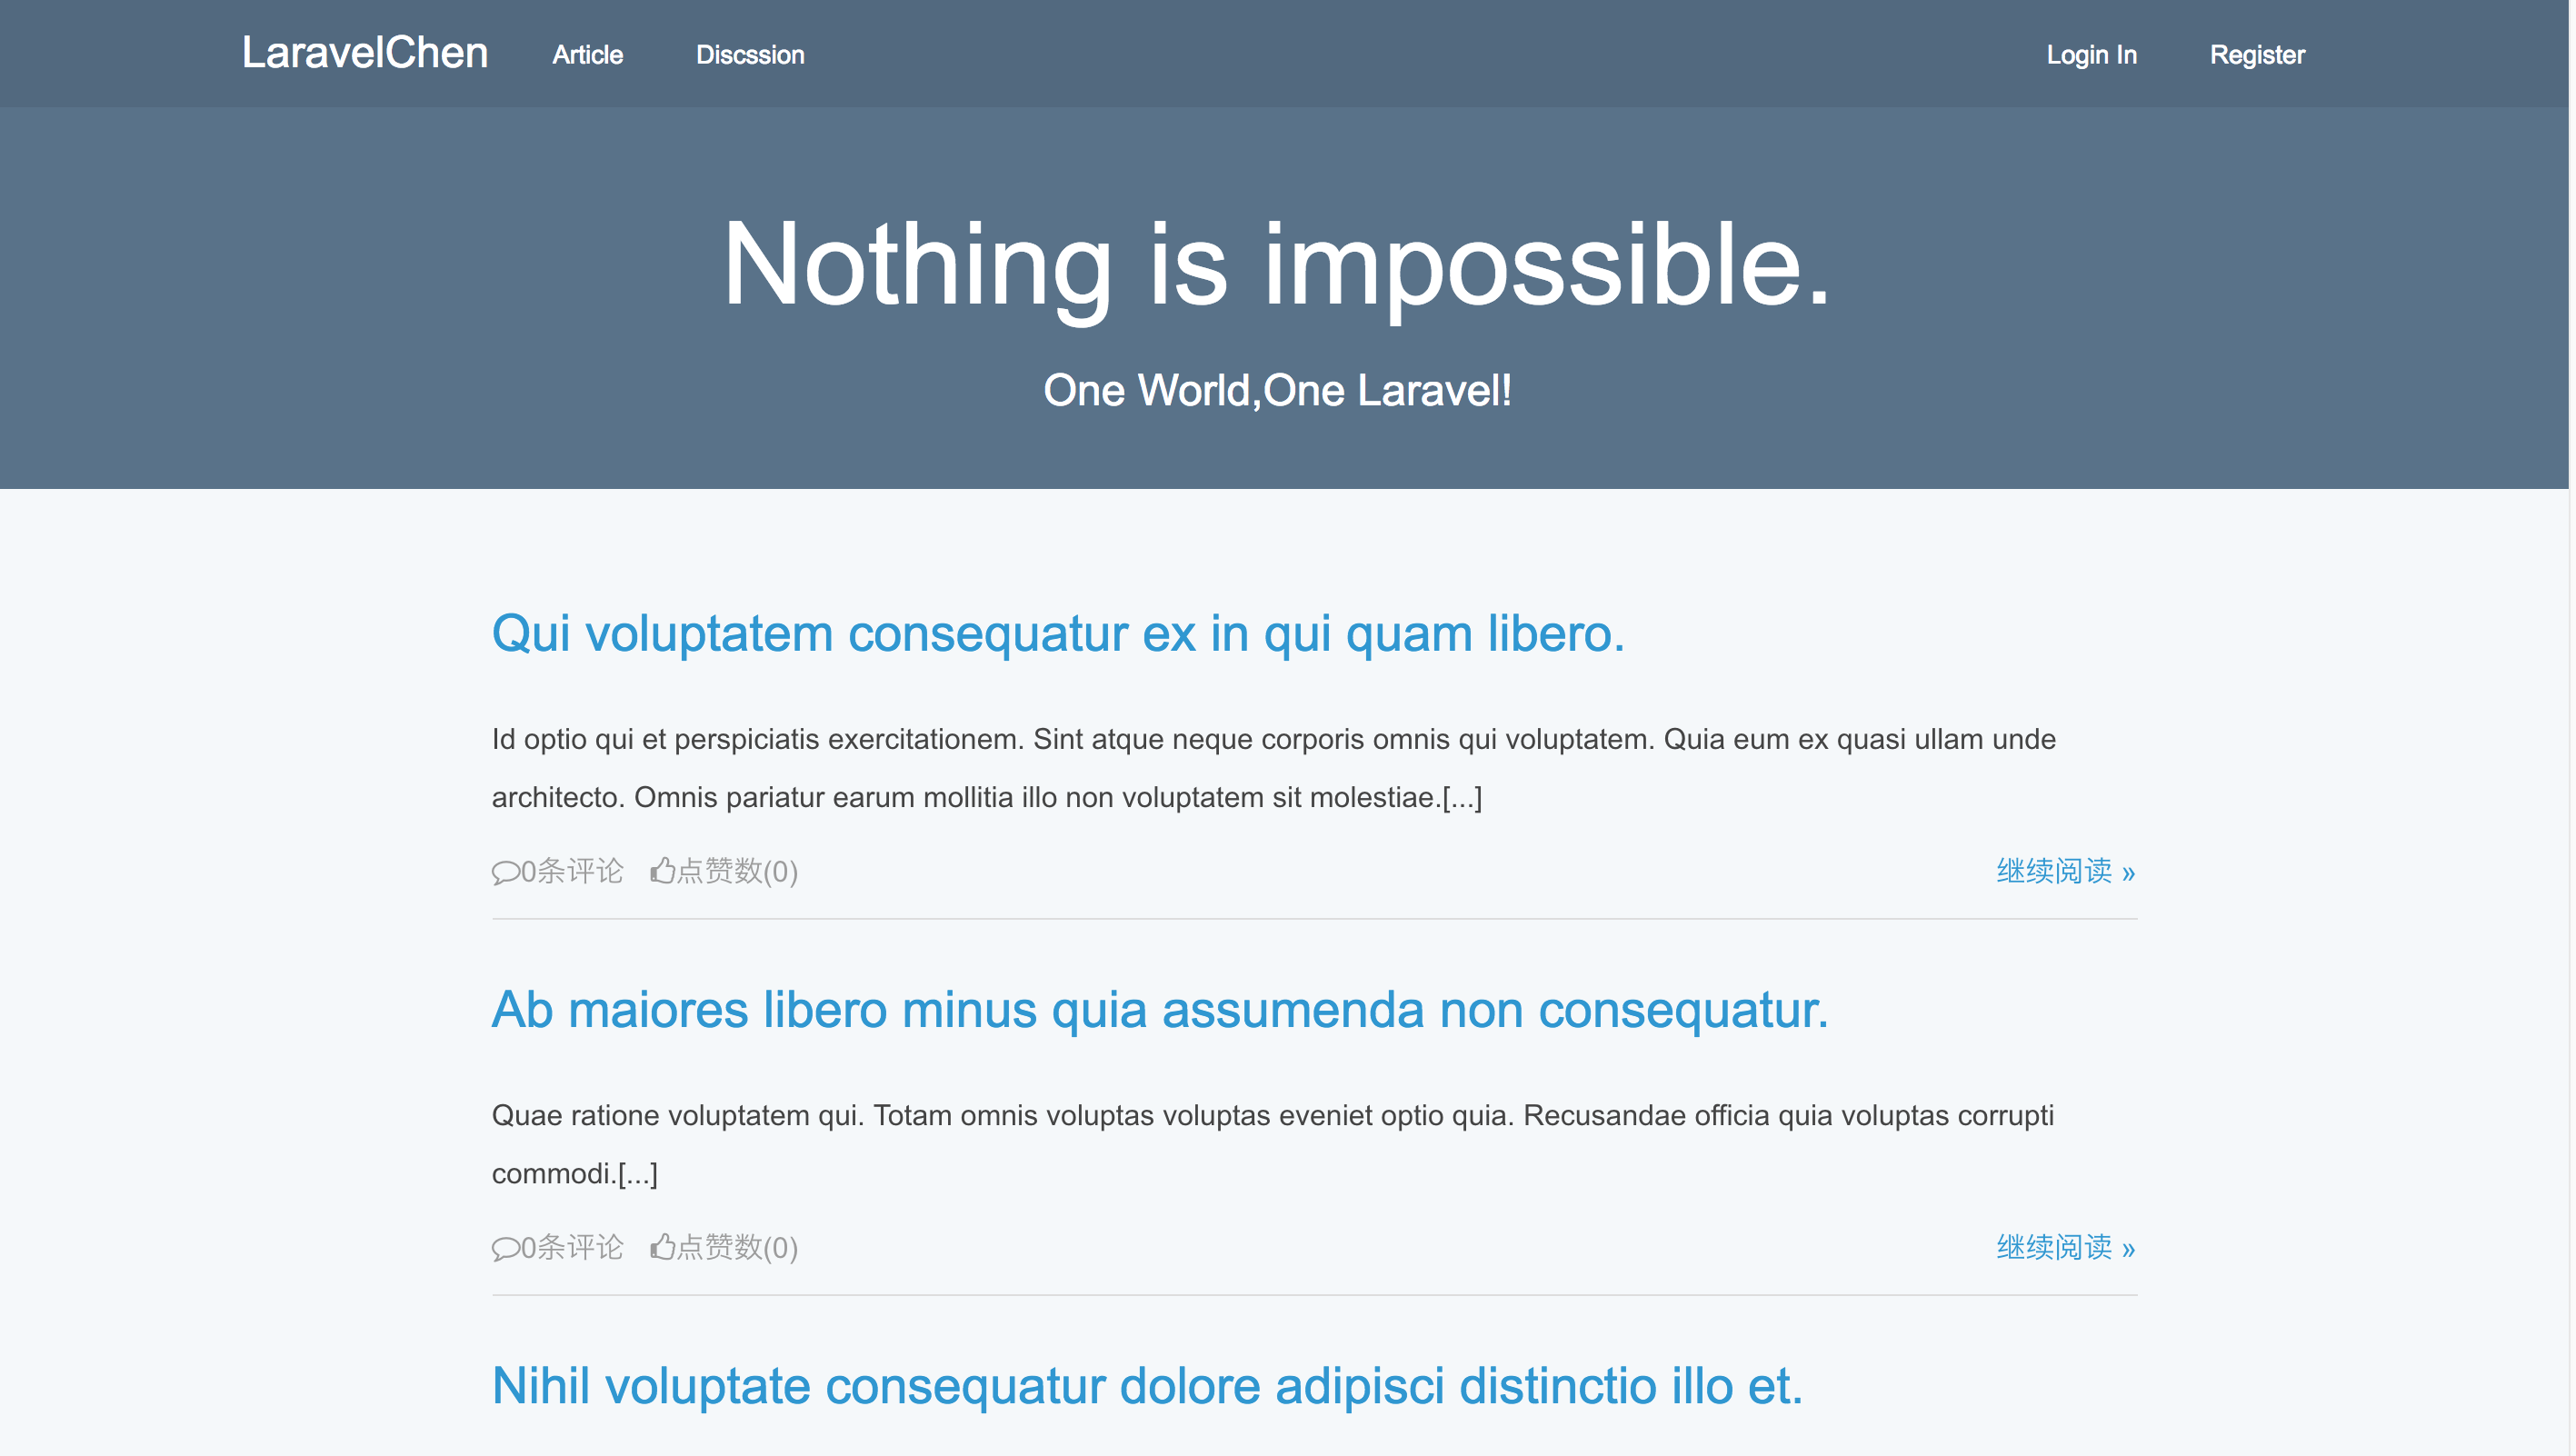 LaravelChen Article Discssion Login In Register
Nothing is impossible.
One World,One Laravel!
Qui voluptatem consequatur ex in qui quam libero.
Id optio qui et perspiciatis exercitationem. Sint atque neque corporis omnis qui voluptatem. Quia eum ex quasi ullam unde
architecto. Omnis pariatur earum mollitia illo non voluptatem sit molestiae.[...]
0条评论 点赞数(0) 继续阅读 »
Ab maiores libero minus quia assumenda non consequatur.
Quae ratione voluptatem qui. Totam omnis voluptas voluptas eveniet optio quia. Recusandae officia quia voluptas corrupti
commodi.[...]
0条评论 点赞数(0) 继续阅读 »
Nihil voluptate consequatur dolore adipisci distinctio illo et.